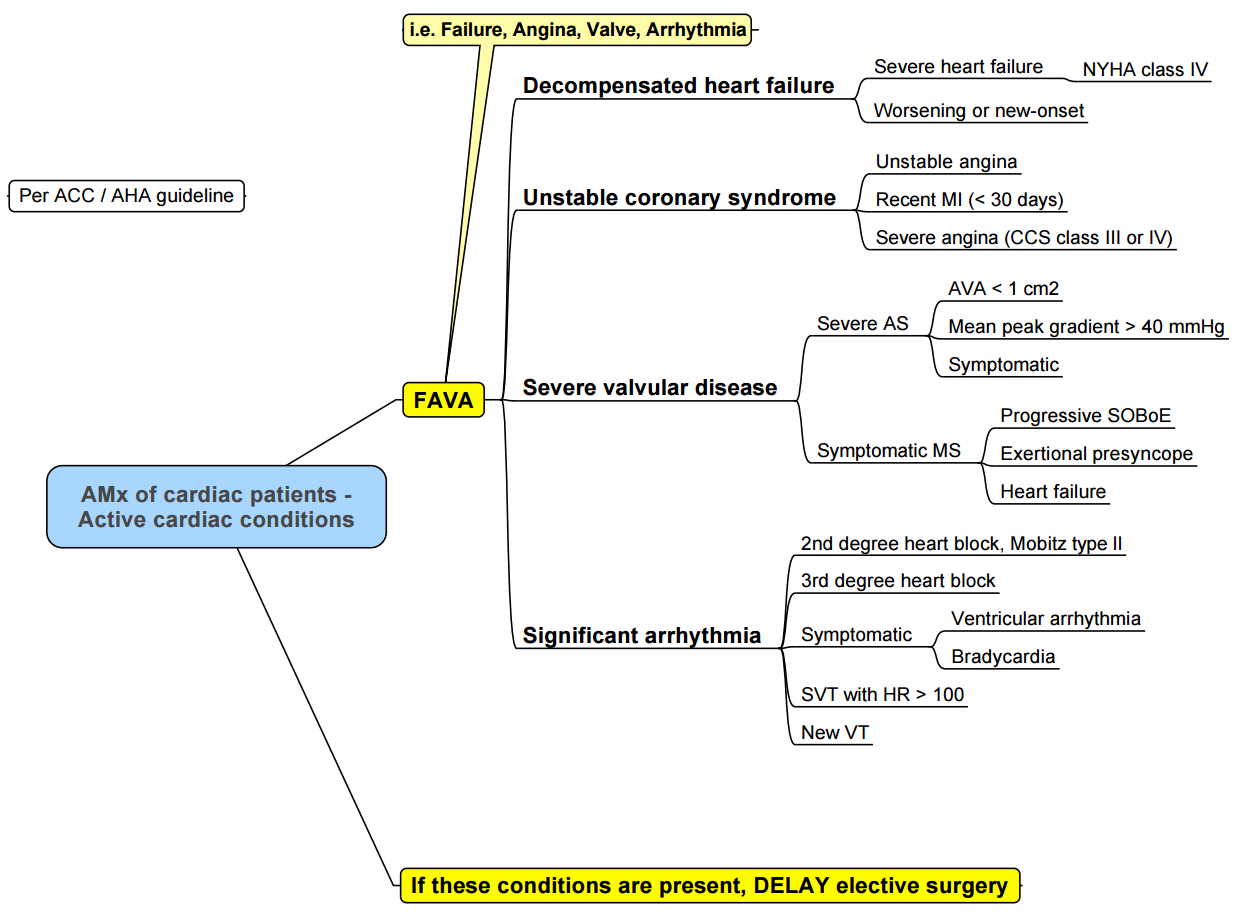 i.e. Failure, Angina, Valve, Arrhythmia
Per ACC / AHA guideline
AMx of cardiac patients -
Active cardiac conditions
FAVA
Decompensated heart failure
Severe heart failure
NYHA class IV
Worsening or new-onset
Unstable coronary syndrome
Unstable angina
Recent MI (< 30 days)
Severe angina (CCS class III or IV)
Severe valvular disease
Severe AS
AVA < 1 cm2
Mean peak gradient > 40 mmHg
Symptomatic
Symptomatic MS
Progressive SOBoE
Exertional presyncope
Heart failure
Significant arrhythmia
2nd degree heart block, Mobitz type II
3rd degree heart block
Symptomatic
Ventricular arrhythmia
Bradycardia
SVT with HR > 100
New VT
If these conditions are present, DELAY elective surgery